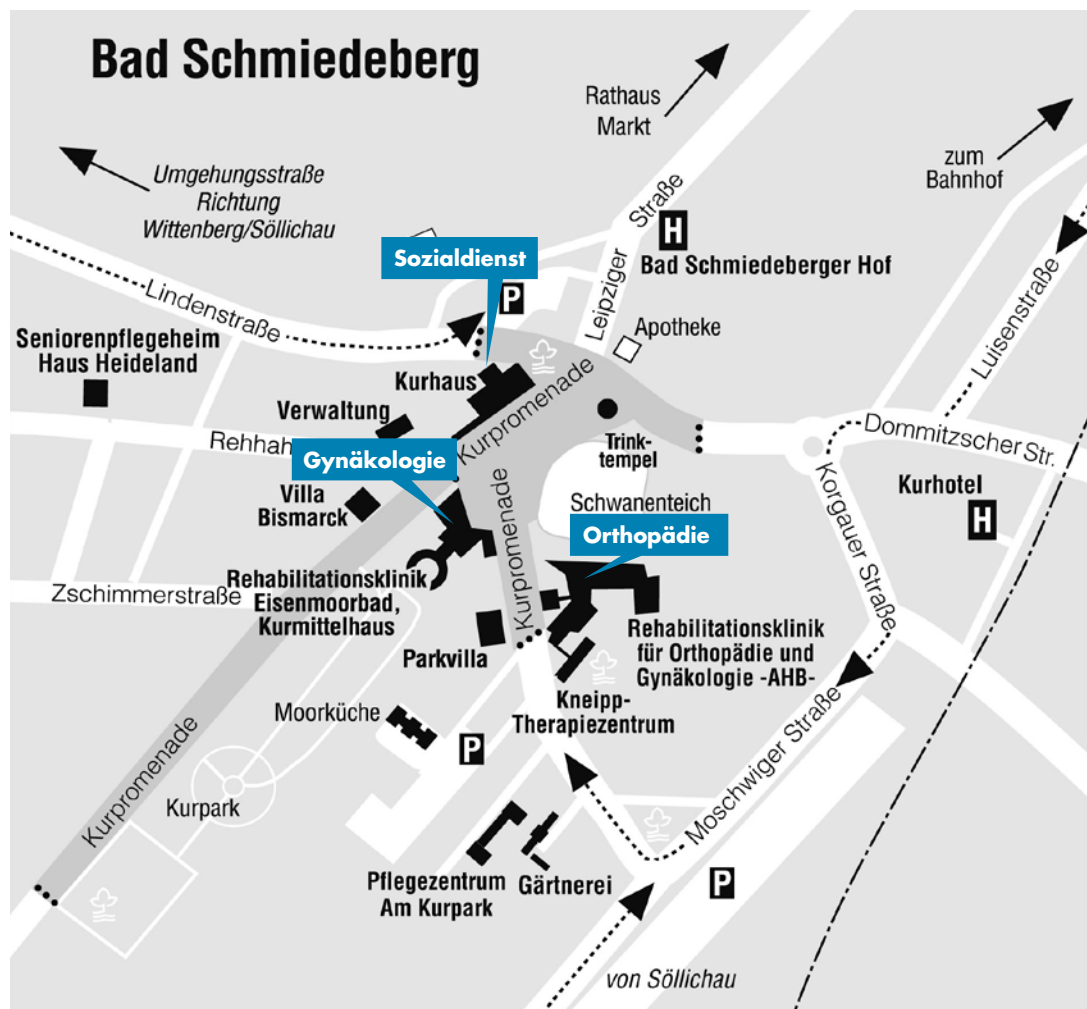 Bad Schmiedeberg
Rathaus
Markt
zum
Bahnhof
Umgehungsstraße
Richtung
Wittenberg/Söllichau
Sozialdienst
P
H
Bad Schmiedeberger Hof
Leipziger Straße
Lindenstraße
Luisenstraße
Apotheke
Seniorenpflegeheim
Haus Heideland
Kurhaus
Verwaltung
Kurpromenade
Trink-
tempel
Dommitzscher Str.
Gynäkologie
Villa
Bismarck
Kurpromenade
Schwanenteich
Orthopädie
Kurhotel
H
Korgauer Straße
Zschimmerstraße
Rehabilitationsklinik
Eisenmoorbad,
Kurmittelhaus
Parkvilla
Rehabilitationsklinik
für Orthopädie und
Gynäkologie -AHB-
Kneipp-
Therapiezentrum
Moorküche
P
Kurpromenade
Kurpark
Moschwiger Straße
Pflegezentrum
Am Kurpark
Gärtnerei
P
von Söllichau